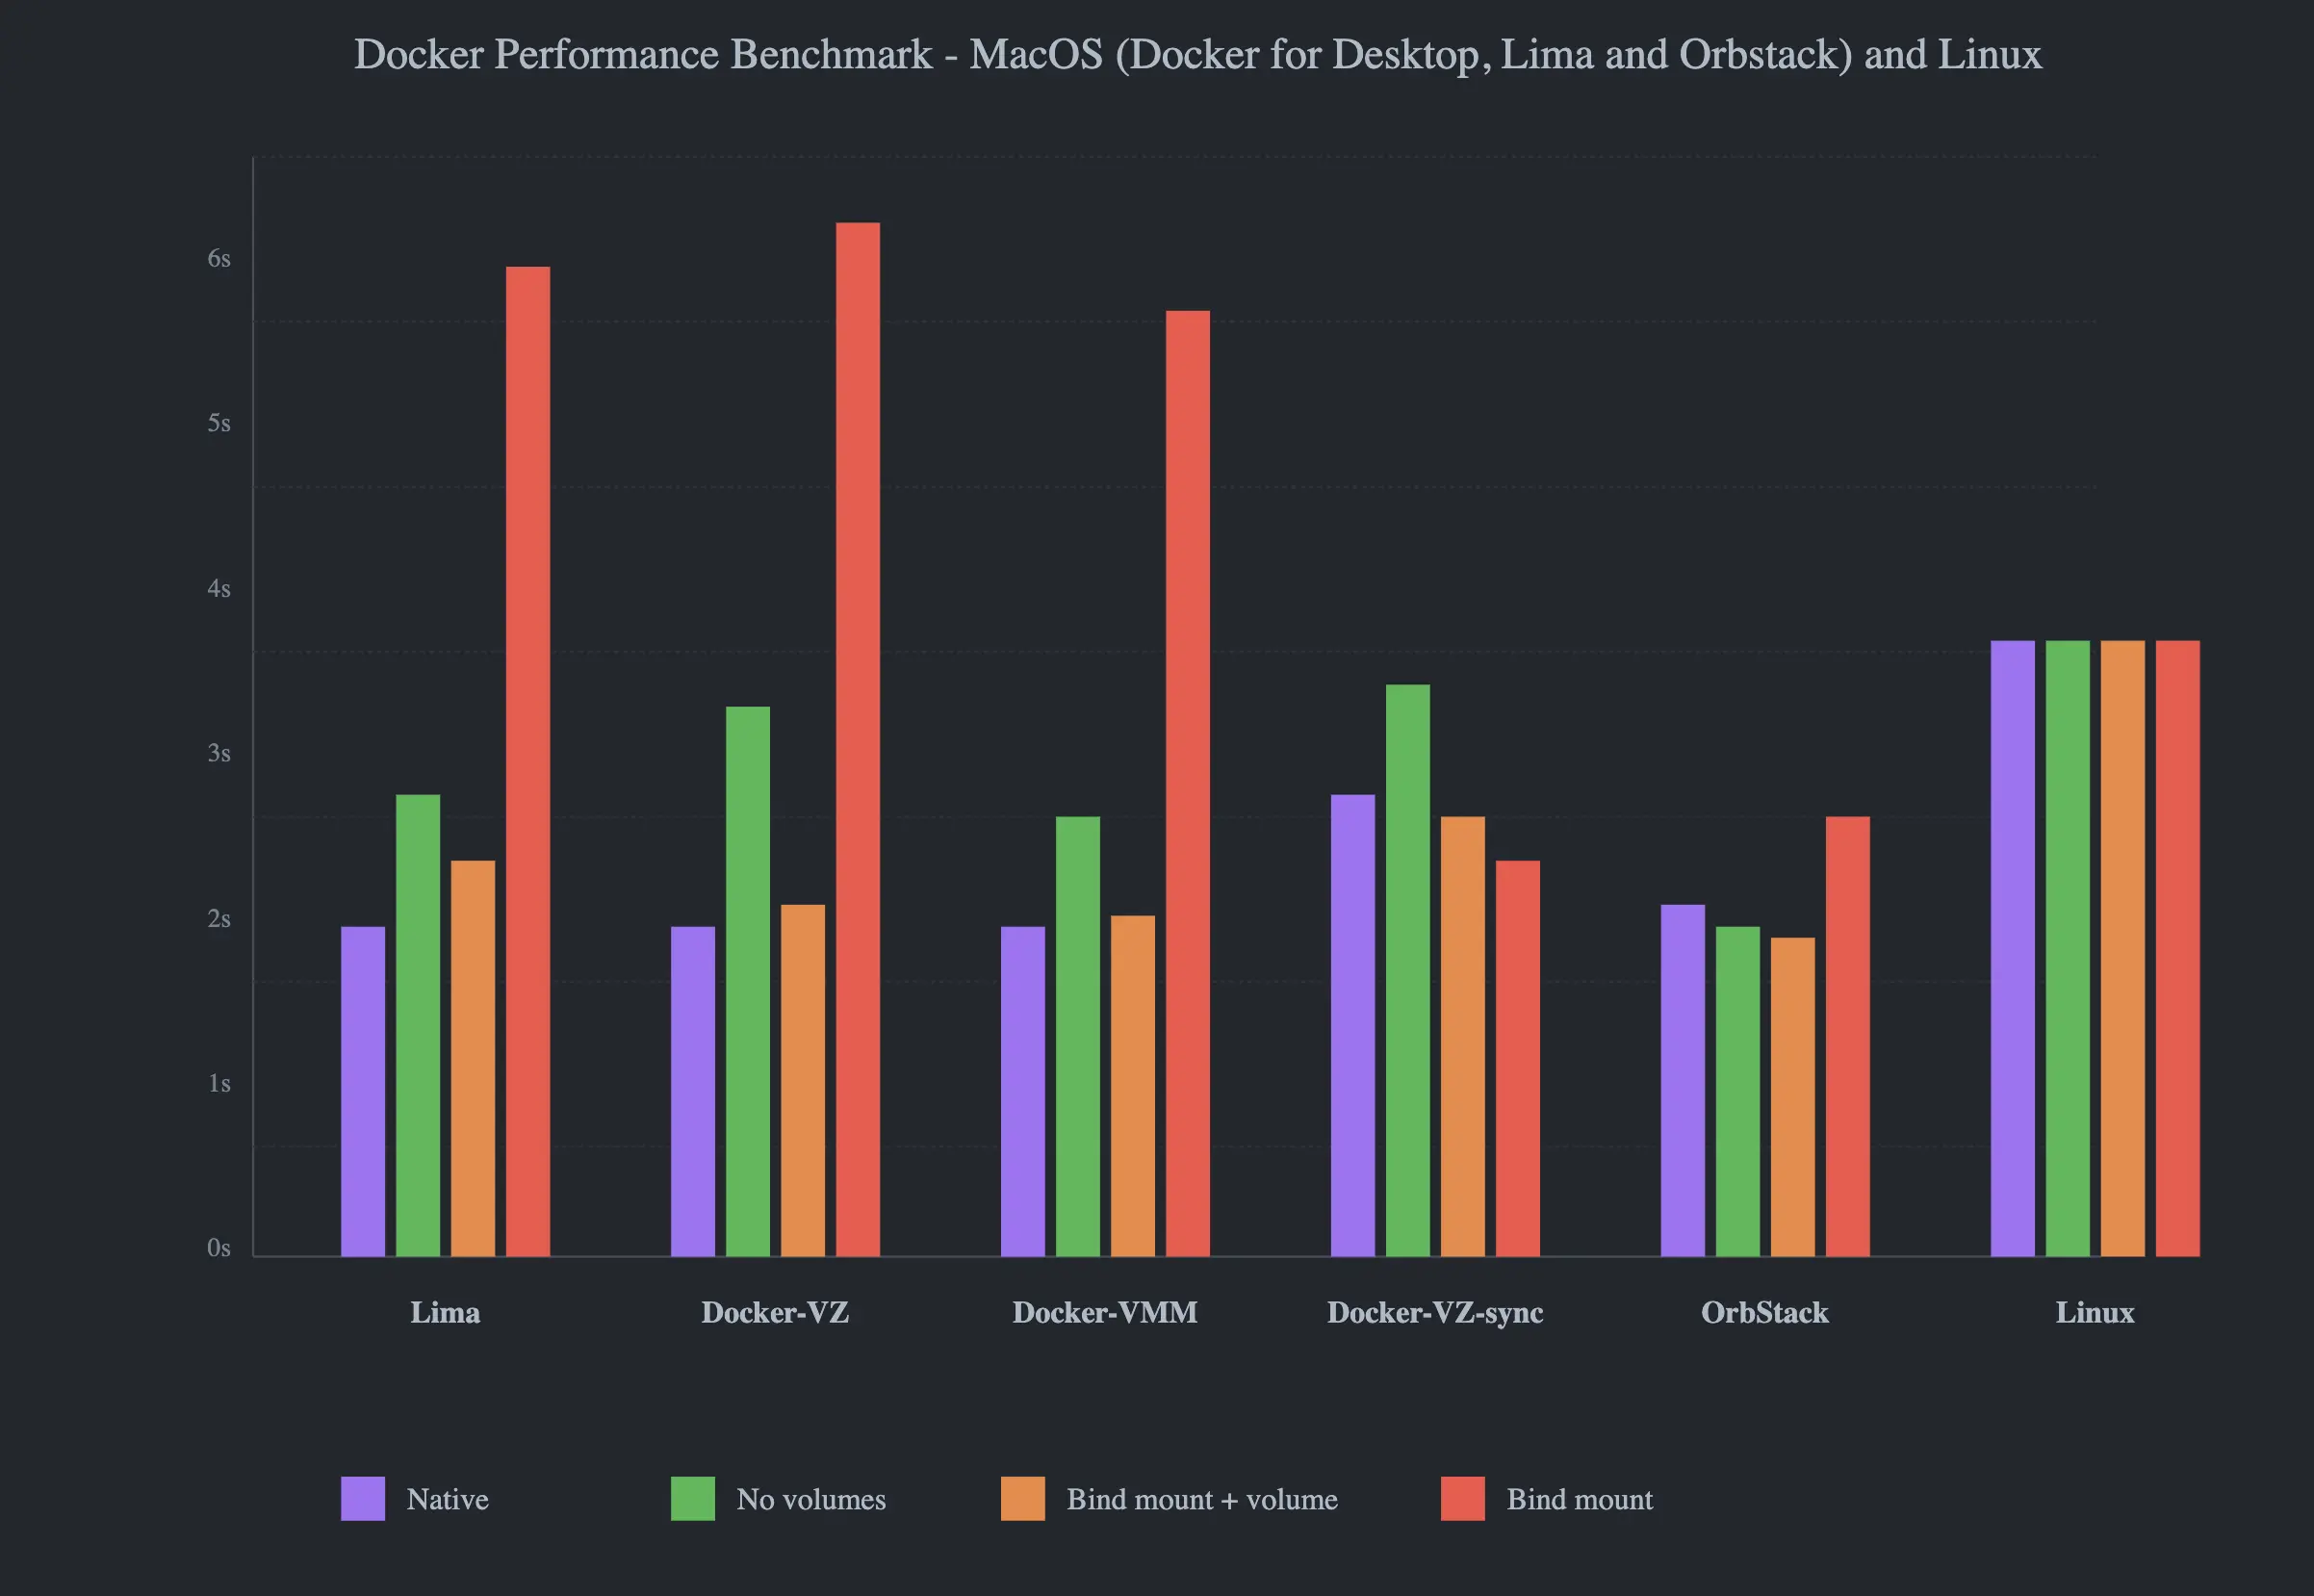 Docker Performance Benchmark - MacOS (Docker for Desktop, Lima and Orbstack) and Linux
6s
5s
4s
3s
2s
1s
0s
Lima Docker-VZ Docker-VMM Docker-VZ-sync OrbStack Linux
Native No volumes Bind mount + volume Bind mount